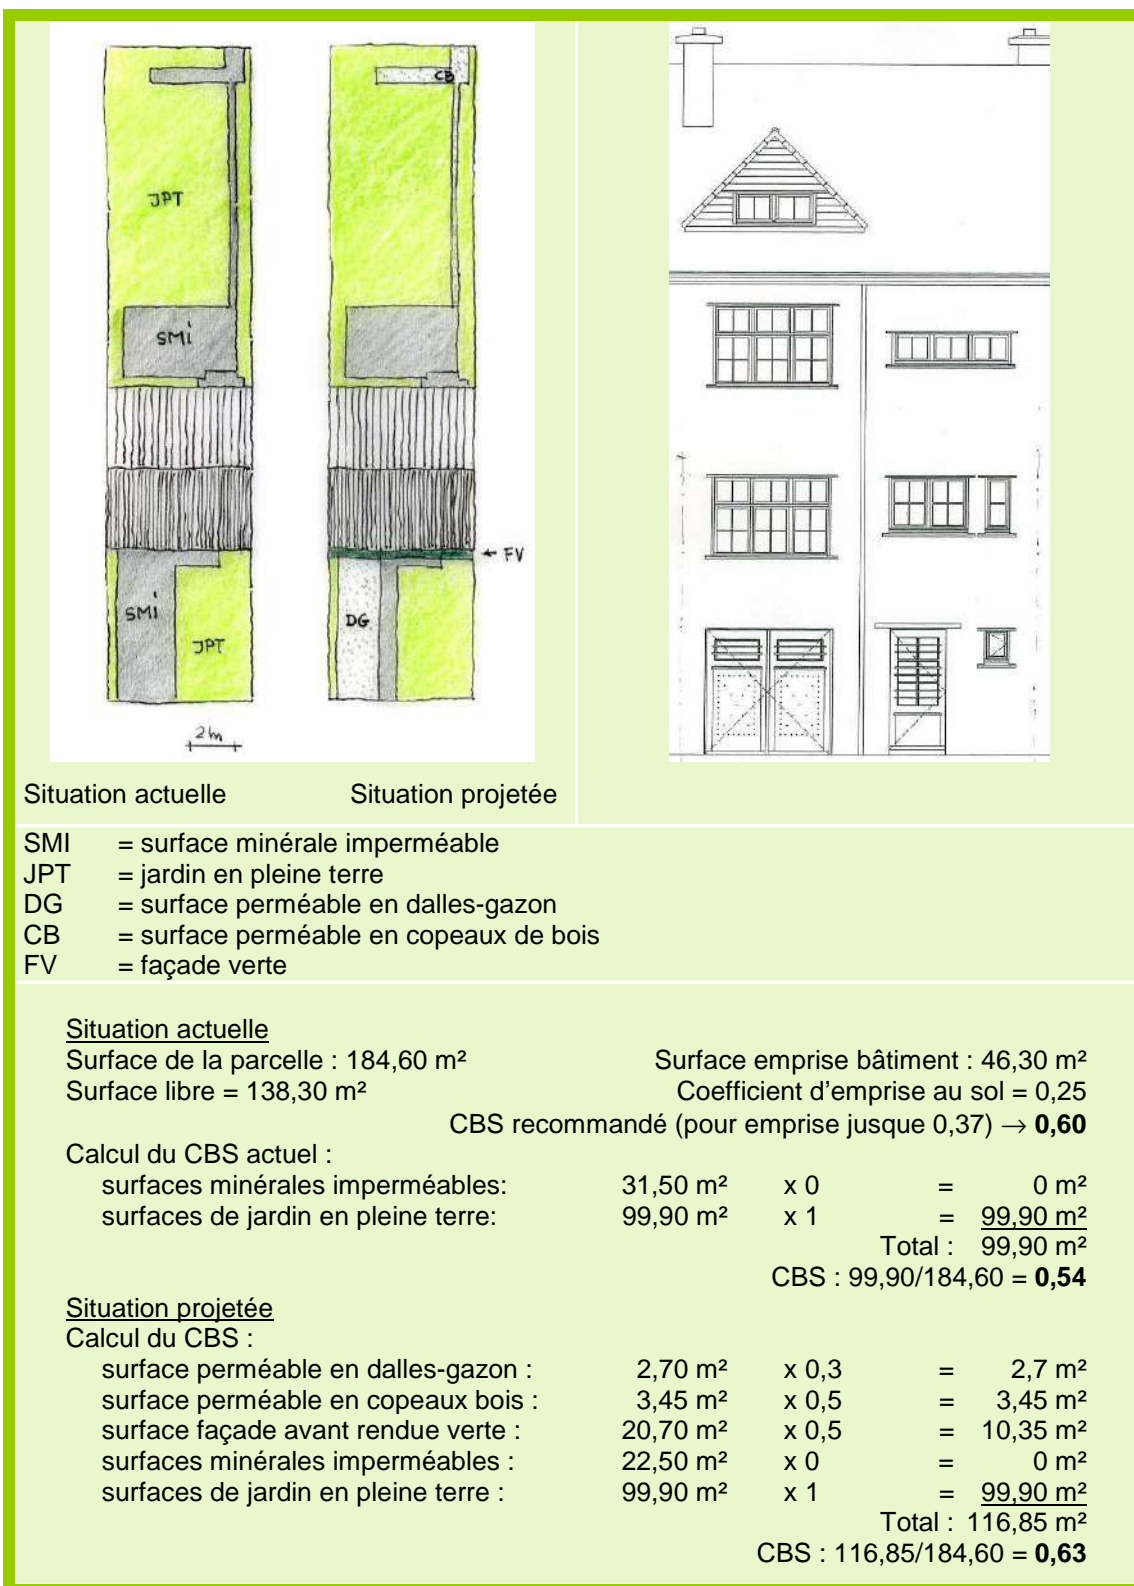 CB
JPT
SMi
SMi
JPT
2m
CB
FV
DG
Situation actuelle Situation projetée
SMI = surface minérale imperméable
JPT = jardin en pleine terre
DG = surface perméable en dalles-gazon
CB = surface perméable en copeaux de bois
FV = façade verte
Situation actuelle
Surface de la parcelle : 184,60 m² Surface emprise bâtiment : 46,30 m²
Surface libre = 138,30 m² Coefficient d'emprise au sol = 0,25
CBS recommandé (pour emprise jusque 0,37) → 0,60
Calcul du CBS actuel :
surfaces minérales imperméables: 31,50 m² x 0 = 0 m²
surfaces de jardin en pleine terre: 99,90 m² x 1 = 99,90 m²
Total : 99,90 m²
CBS : 99,90/184,60 = 0,54
Situation projetée
Calcul du CBS :
surface perméable en dalles-gazon : 2,70 m² x 0,3 = 2,7 m²
surface perméable en copeaux bois : 3,45 m² x 0,5 = 3,45 m²
surface façade avant rendue verte : 20,70 m² x 0,5 = 10,35 m²
surfaces minérales imperméables : 22,50 m² x 0 = 0 m²
surfaces de jardin en pleine terre : 99,90 m² x 1 = 99,90 m²
Total : 116,85 m²
CBS : 116,85/184,60 = 0,63